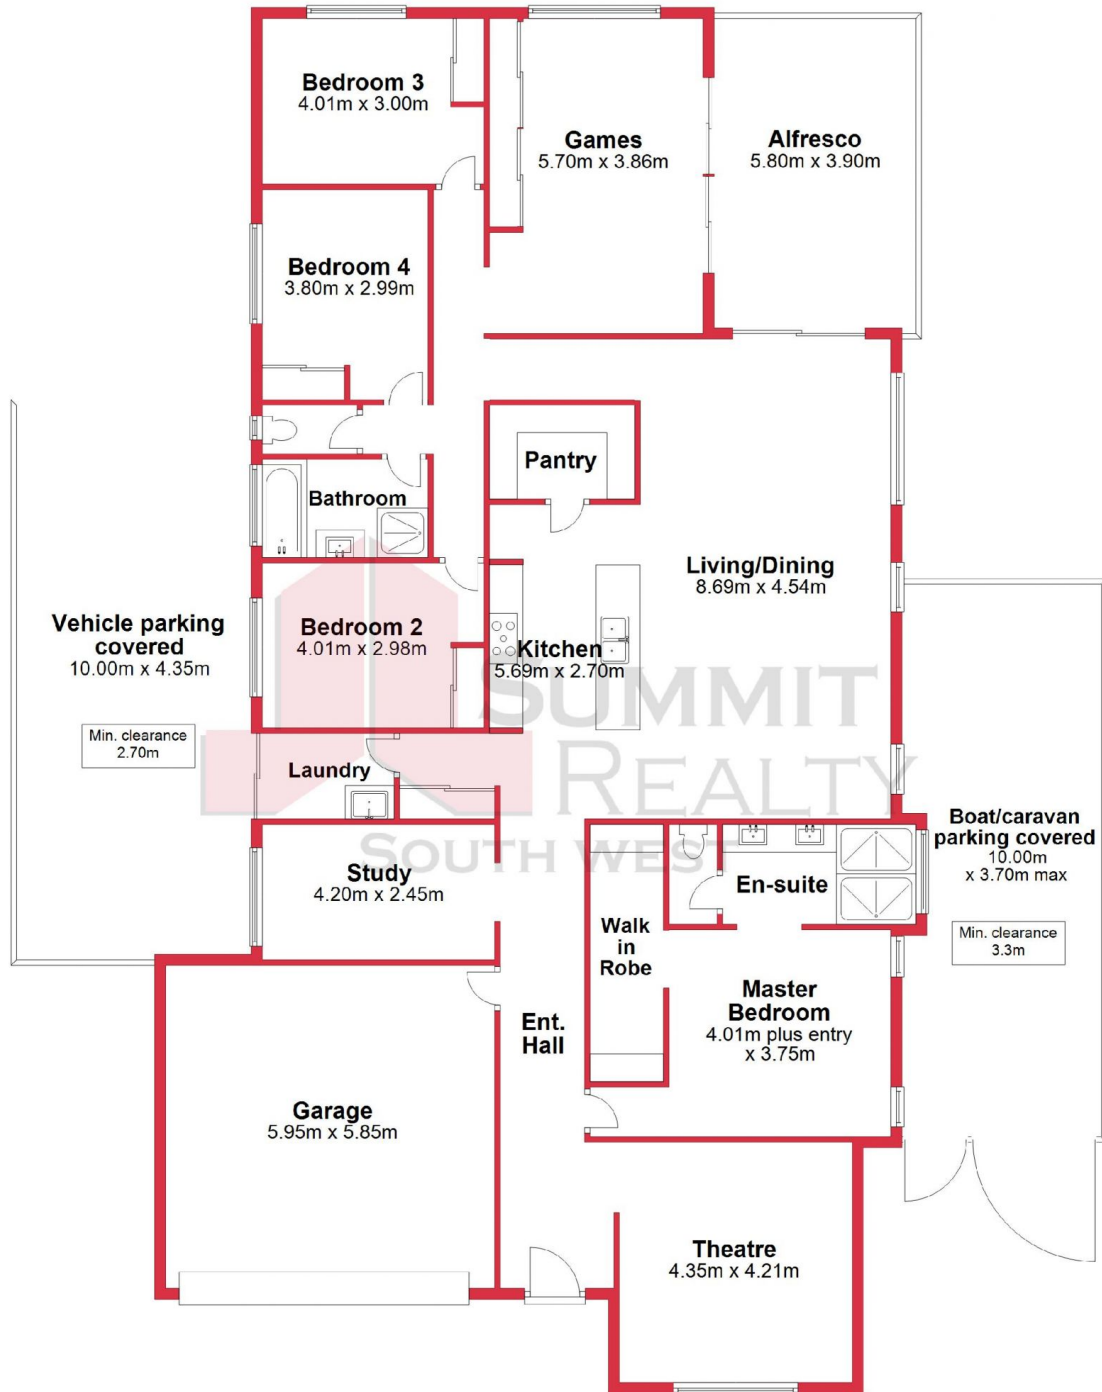 Bedroom 3
4.01m x 3.00m
Games
5.70m x 3.86m
Alfresco
5.80m x 3.90m
Bedroom 4
3.80m x 2.99m
Pantry
Bathroom
Living/Dining
8.69m x 4.54m
Vehicle parking
covered
10.00m x 4.35m
Min. clearance
2.70m
Bedroom 2
4.01m x 2.98m
Kitchen
5.69m x 2.70m
SUMMIT
REALTY
SOUTH WEST
Laundry
Boat/caravan
parking covered
10.00m
x 3.70m max
Min. clearance
3.3m
Study
4.20m x 2.45m
En-suite
Walk
in
Robe
Master
Bedroom
4.01m plus entry
x 3.75m
Ent.
Hall
Garage
5.95m x 5.85m
Theatre
4.35m x 4.21m